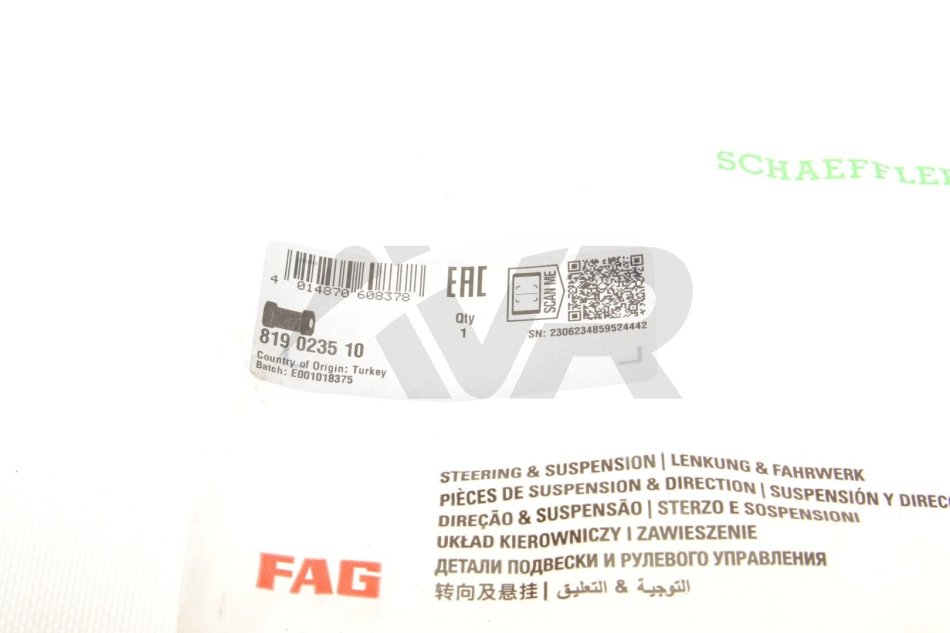 SCHAEFFLER
4 014870 608378
EAC
SCAN ME
Qty
1
SN: 2306234859524442
819 0235 10
Country of Origin: Turkey
Batch: E001018375
AVR
STEERING & SUSPENSION | LENKUNG & FAHRWERK
PIÈCES DE SUSPENSION & DIRECTION | SUSPENSIÓN Y DIREC
DIREÇÃO & SUSPENSÃO | STERZO E SOSPENSIONI
UKŁAD KIEROWNICZY I ZAWIESZENIE
ДЕТАЛИ ПОДВЕСКИ И РУЛЕВОГО УПРАВЛЕНИЯ
转向及悬挂 | التوجية & التعليق
FAG